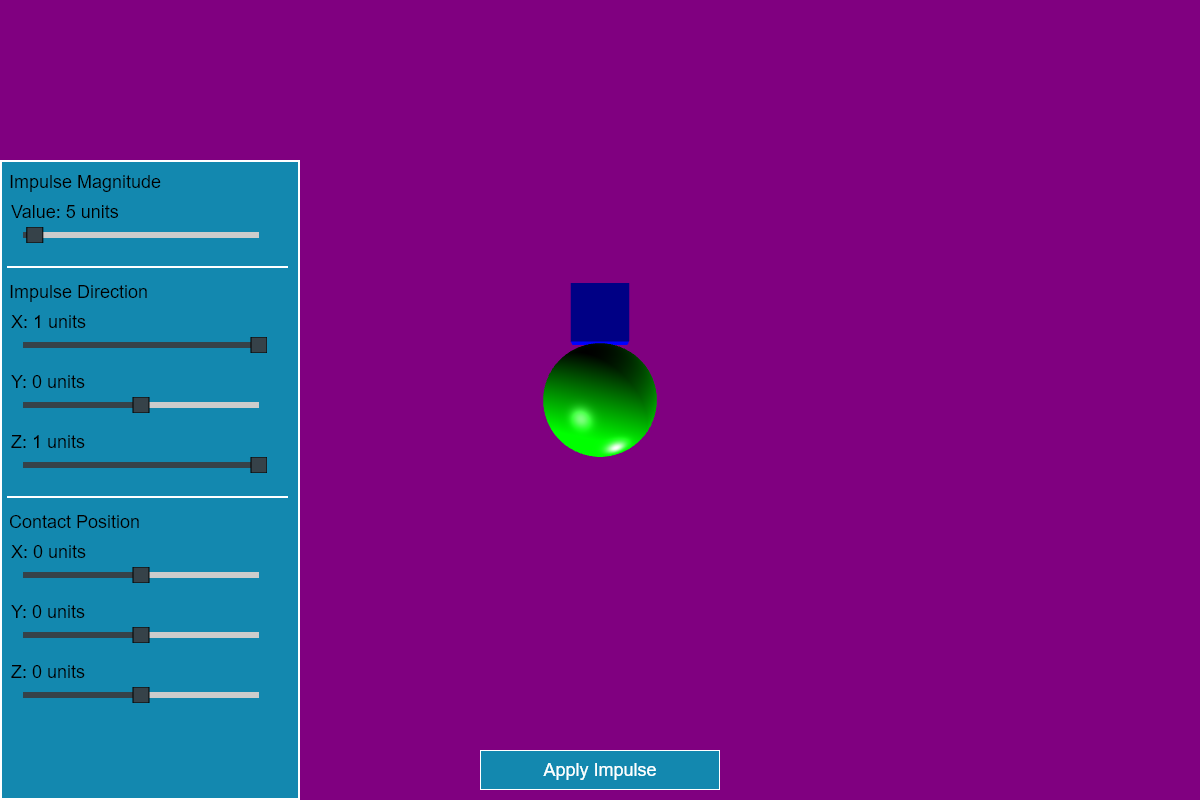 Impulse Magnitude
Value: 5 units
Impulse Direction
X: 1 units
Y: 0 units
Z: 1 units
Contact Position
X: 0 units
Y: 0 units
Z: 0 units
Apply Impulse